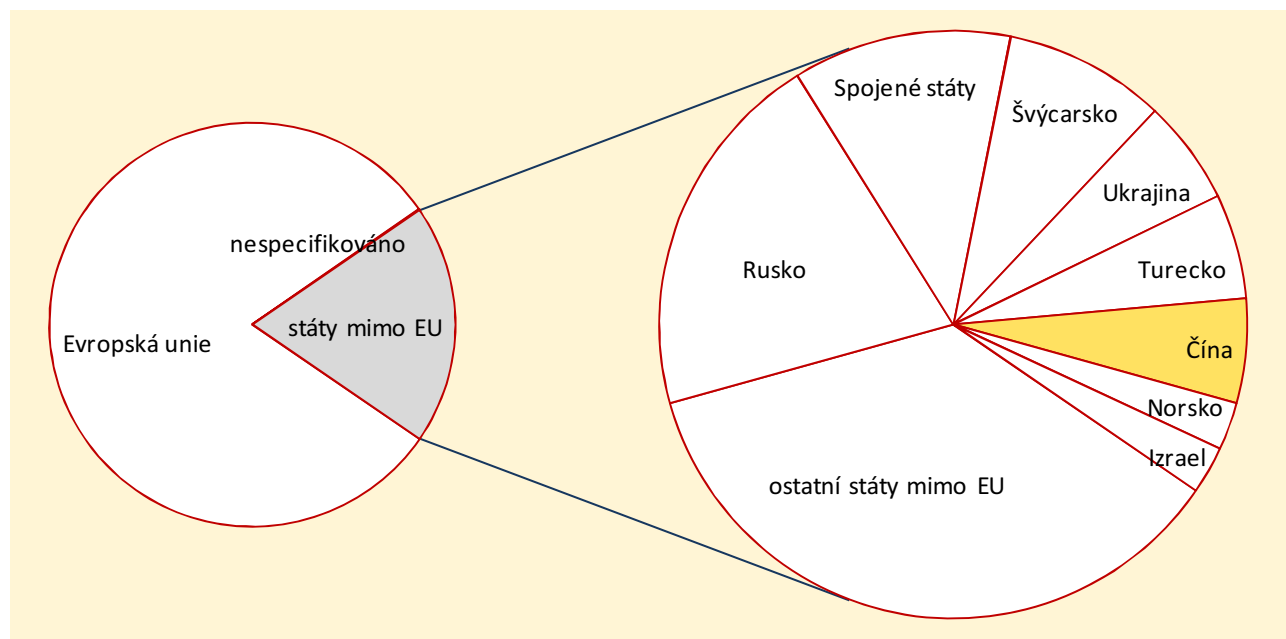 nespecifikováno
státy mimo EU
Evropská unie
Spojené státy
Švýcarsko
Ukrajina
Turecko
Čína
Norsko
Izrael
ostatní státy mimo EU
Rusko